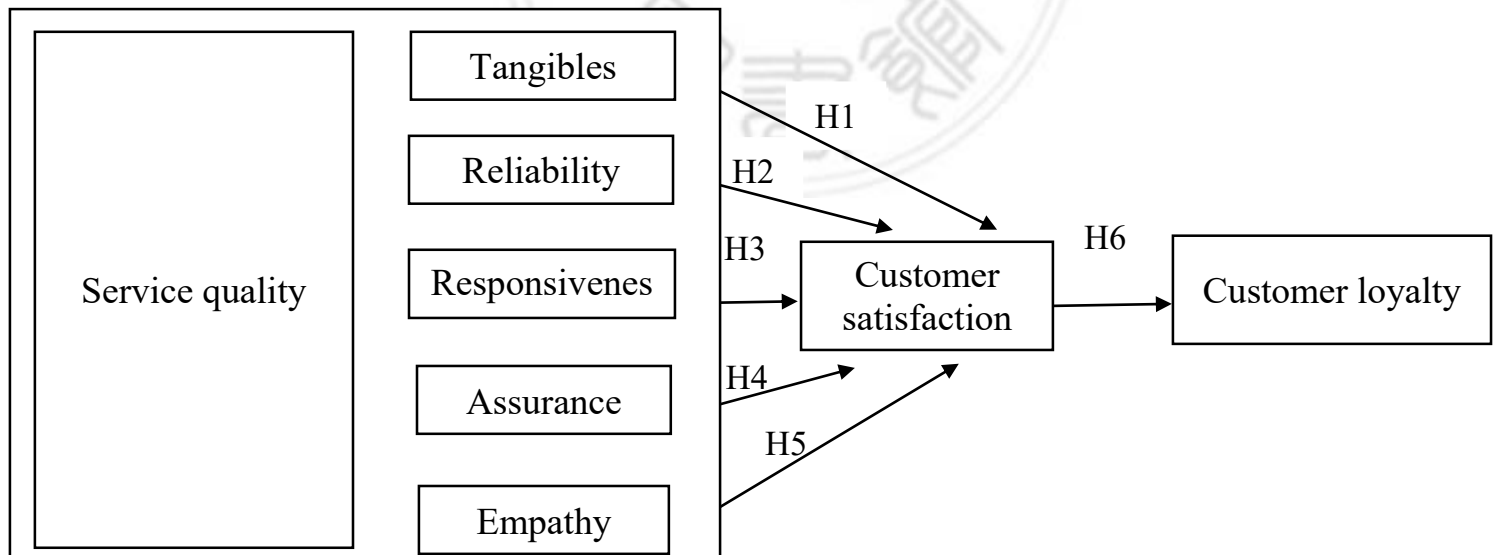 Tangibles
H1
Reliability
H2
Service quality
Responsivenes
H3
Customer
satisfaction
H6
Customer loyalty
Assurance
H4
H5
Empathy